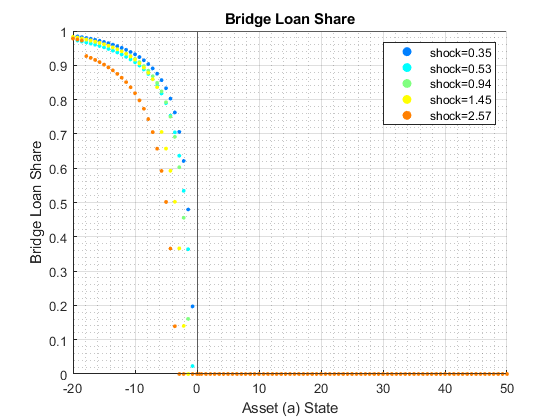 Bridge Loan Share
1
0.9
0.8
0.7
0.6
0.5
0.4
0.3
0.2
0.1
0
Bridge Loan Share
shock=0.35
shock=0.53
shock=0.94
shock=1.45
shock=2.57
-20 -10 0 10 20 30 40 50
Asset (a) State